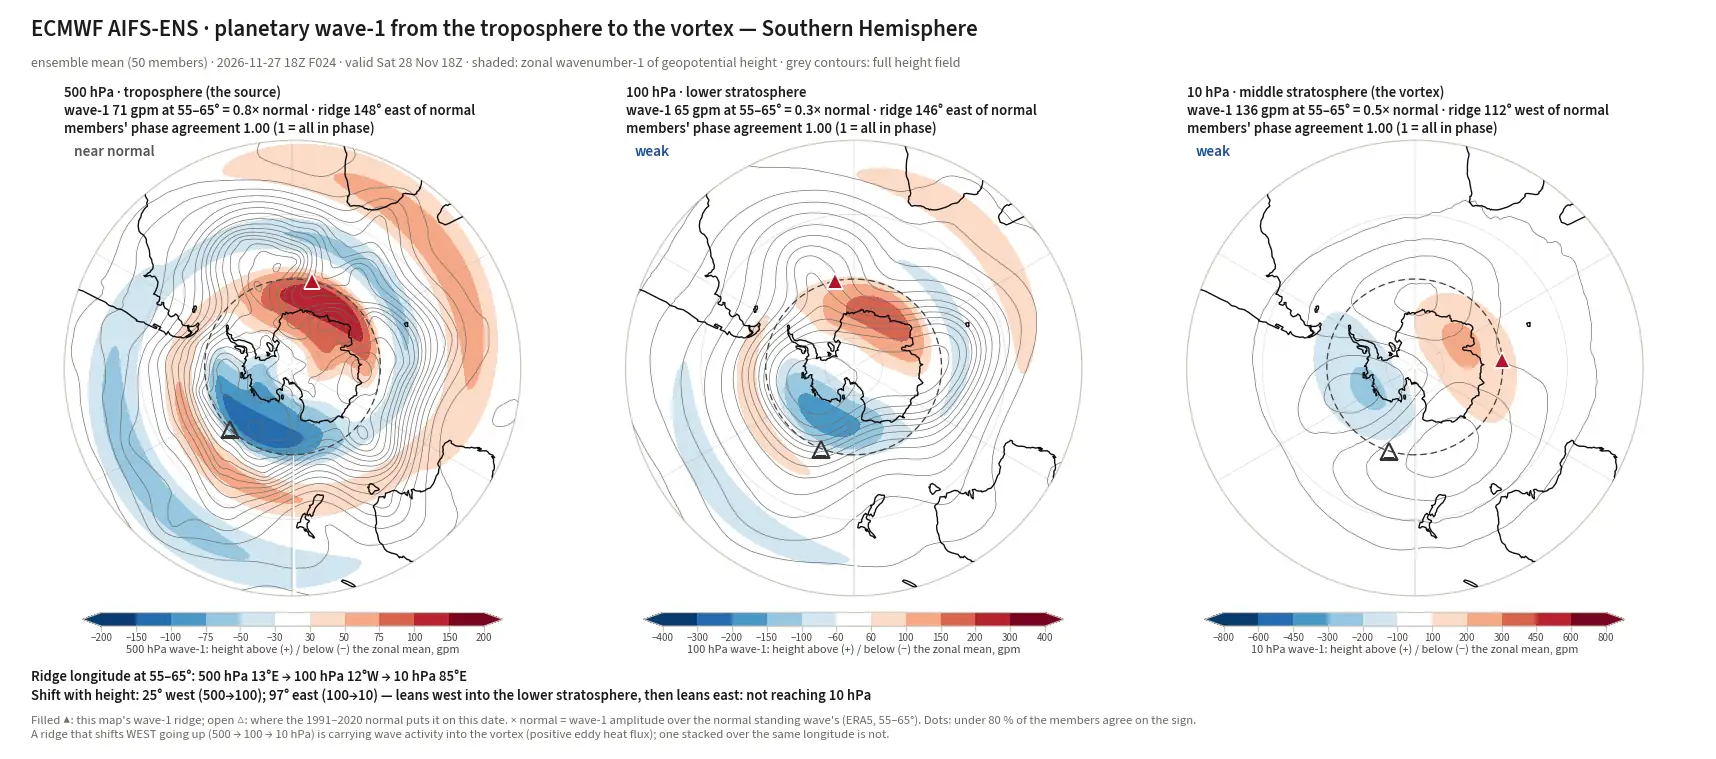 ECMWF AIFS-ENS · planetary wave-1 from the troposphere to the vortex — Southern Hemisphere
ensemble mean (50 members) · 2026-11-27 18Z F024 · valid Sat 28 Nov 18Z · shaded: zonal wavenumber-1 of geopotential height · grey contours: full height field
500 hPa · troposphere (the source)
wave-1 71 gpm at 55–65° = 0.8× normal · ridge 148° east of normal
members' phase agreement 1.00 (1 = all in phase)
near normal
100 hPa · lower stratosphere
wave-1 65 gpm at 55–65° = 0.3× normal · ridge 146° east of normal
members' phase agreement 1.00 (1 = all in phase)
weak
10 hPa · middle stratosphere (the vortex)
wave-1 136 gpm at 55–65° = 0.5× normal · ridge 112° west of normal
members' phase agreement 1.00 (1 = all in phase)
weak
−200 −150 −100 −75 −50 −30 30 50 75 100 150 200
500 hPa wave-1: height above (+) / below (−) the zonal mean, gpm
−400 −300 −200 −150 −100 −60 60 100 150 200 300 400
100 hPa wave-1: height above (+) / below (−) the zonal mean, gpm
−800 −600 −450 −300 −200 −100 100 200 300 450 600 800
10 hPa wave-1: height above (+) / below (−) the zonal mean, gpm
Ridge longitude at 55–65°: 500 hPa 13°E → 100 hPa 12°W → 10 hPa 85°E
Shift with height: 25° west (500→100); 97° east (100→10) — leans west into the lower stratosphere, then leans east: not reaching 10 hPa
Filled ▲: this map's wave-1 ridge; open △: where the 1991–2020 normal puts it on this date. × normal = wave-1 amplitude over the normal standing wave's (ERA5, 55–65°). Dots: under 80 % of the members agree on the sign.
A ridge that shifts WEST going up (500 → 100 → 10 hPa) is carrying wave activity into the vortex (positive eddy heat flux); one stacked over the same longitude is not.